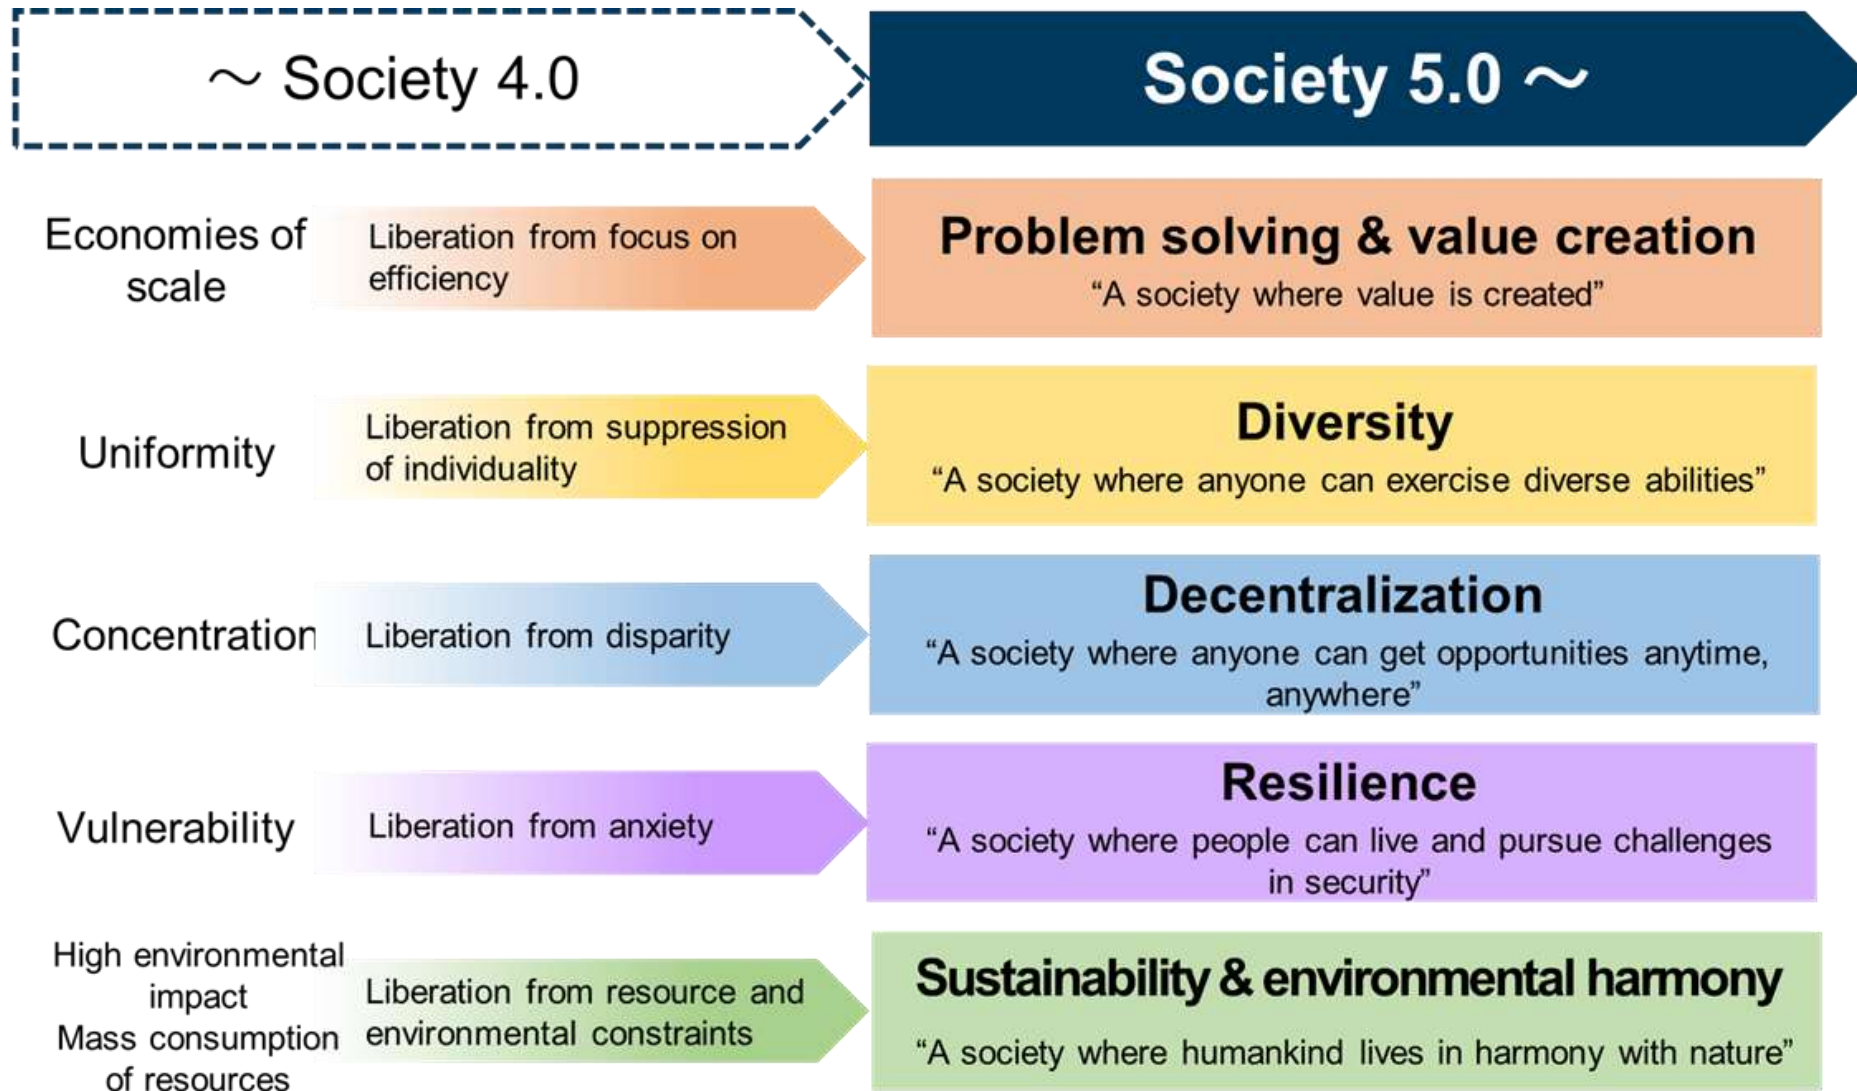 ～ Society 4.0
Society 5.0 ～
Economies of
scale
Liberation from focus on
efficiency
Problem solving & value creation
“A society where value is created”
Uniformity
Liberation from suppression
of individuality
Diversity
“A society where anyone can exercise diverse abilities”
Concentration
Liberation from disparity
Decentralization
“A society where anyone can get opportunities anytime,
anywhere”
Vulnerability
Liberation from anxiety
Resilience
“A society where people can live and pursue challenges
in security”
High environmental
impact
Mass consumption
of resources
Liberation from resource and
environmental constraints
Sustainability & environmental harmony
“A society where humankind lives in harmony with nature”